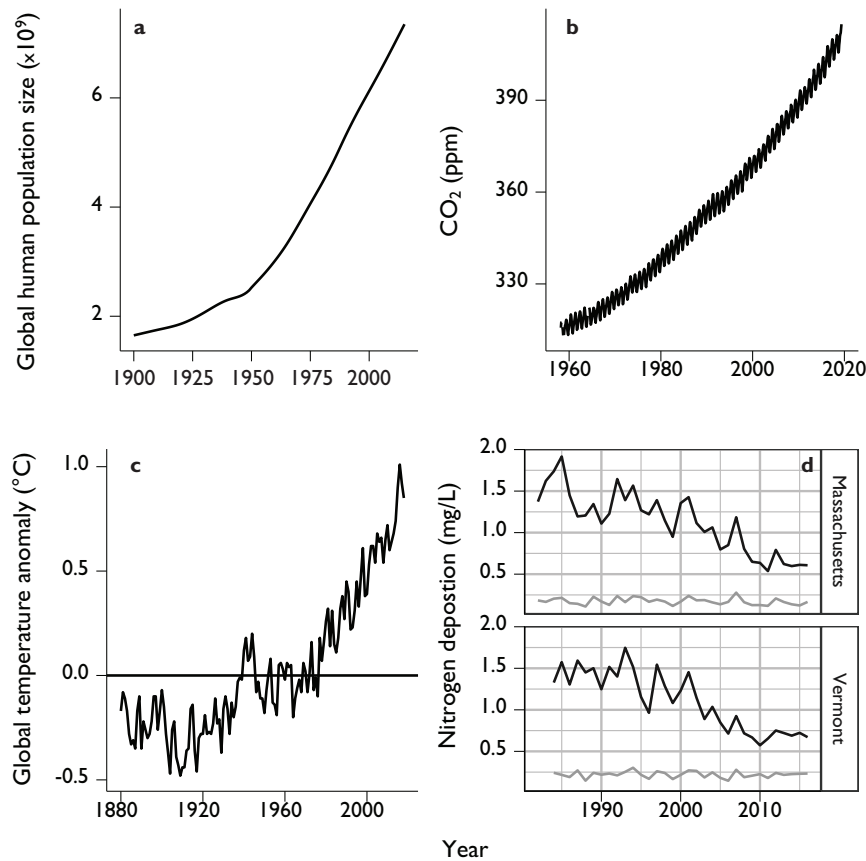 a
Global human population size (x10⁹)
6
4
2
1900 1925 1950 1975 2000
b
CO₂ (ppm)
390
360
330
1960 1980 2000 2020
c
Global temperature anomaly (°C)
1.0
0.5
0.0
-0.5
1880 1920 1960 2000
d
Nitrogen depostion (mg/L)
2.0
1.5
1.0
0.5
Massachusetts
2.0
1.5
1.0
0.5
Vermont
1990 2000 2010
Year